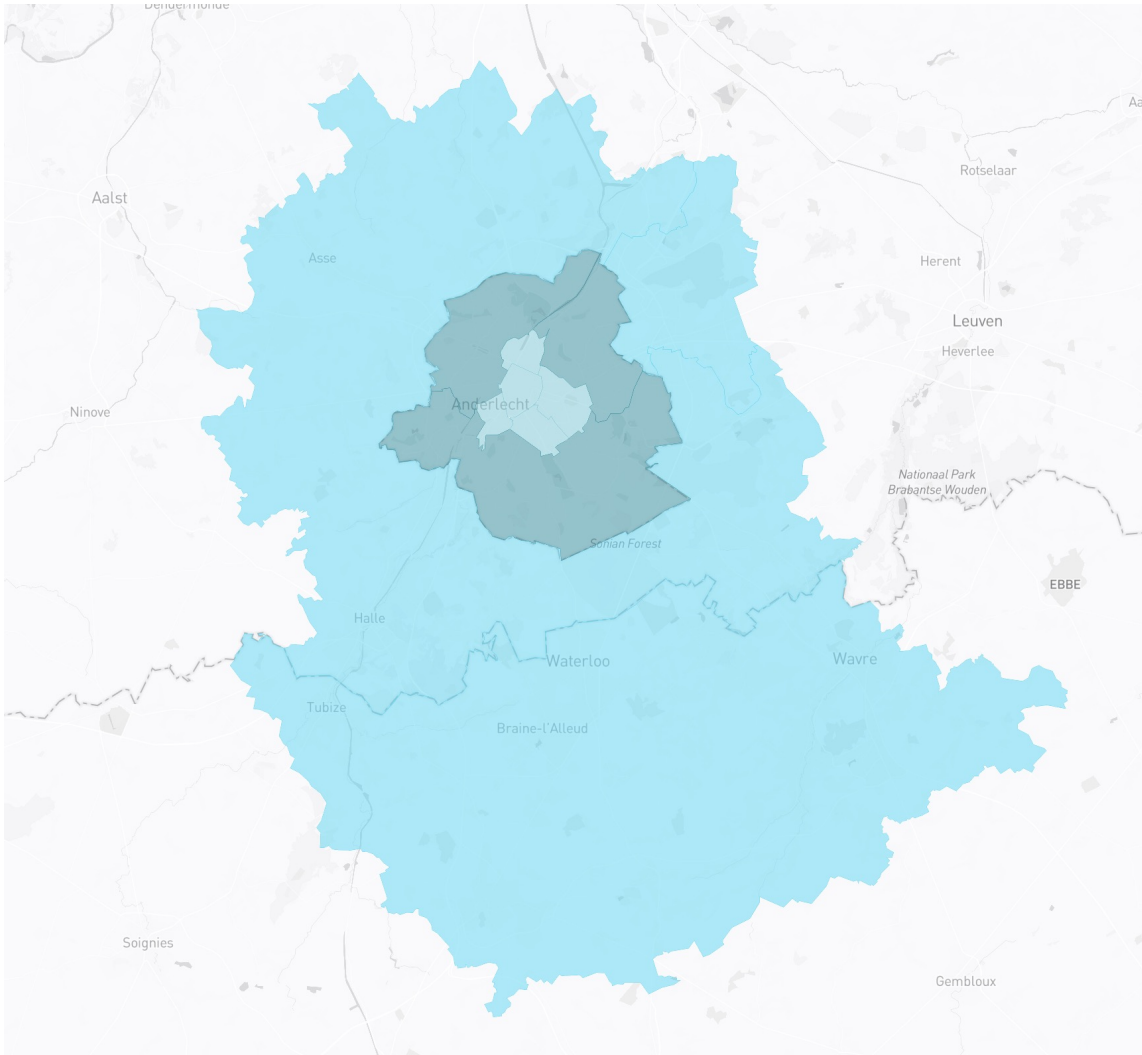 Dendermonde
Aa
Rotselaar
Aalst
Asse
Herent
Leuven
Heverlee
Anderlecht
Ninove
Nationaal Park
Brabantse Wouden
Sonian Forest
EBBE
Halle
Waterloo
Wavre
Tubize
Braine-l'Alleud
Soignies
Gembloux